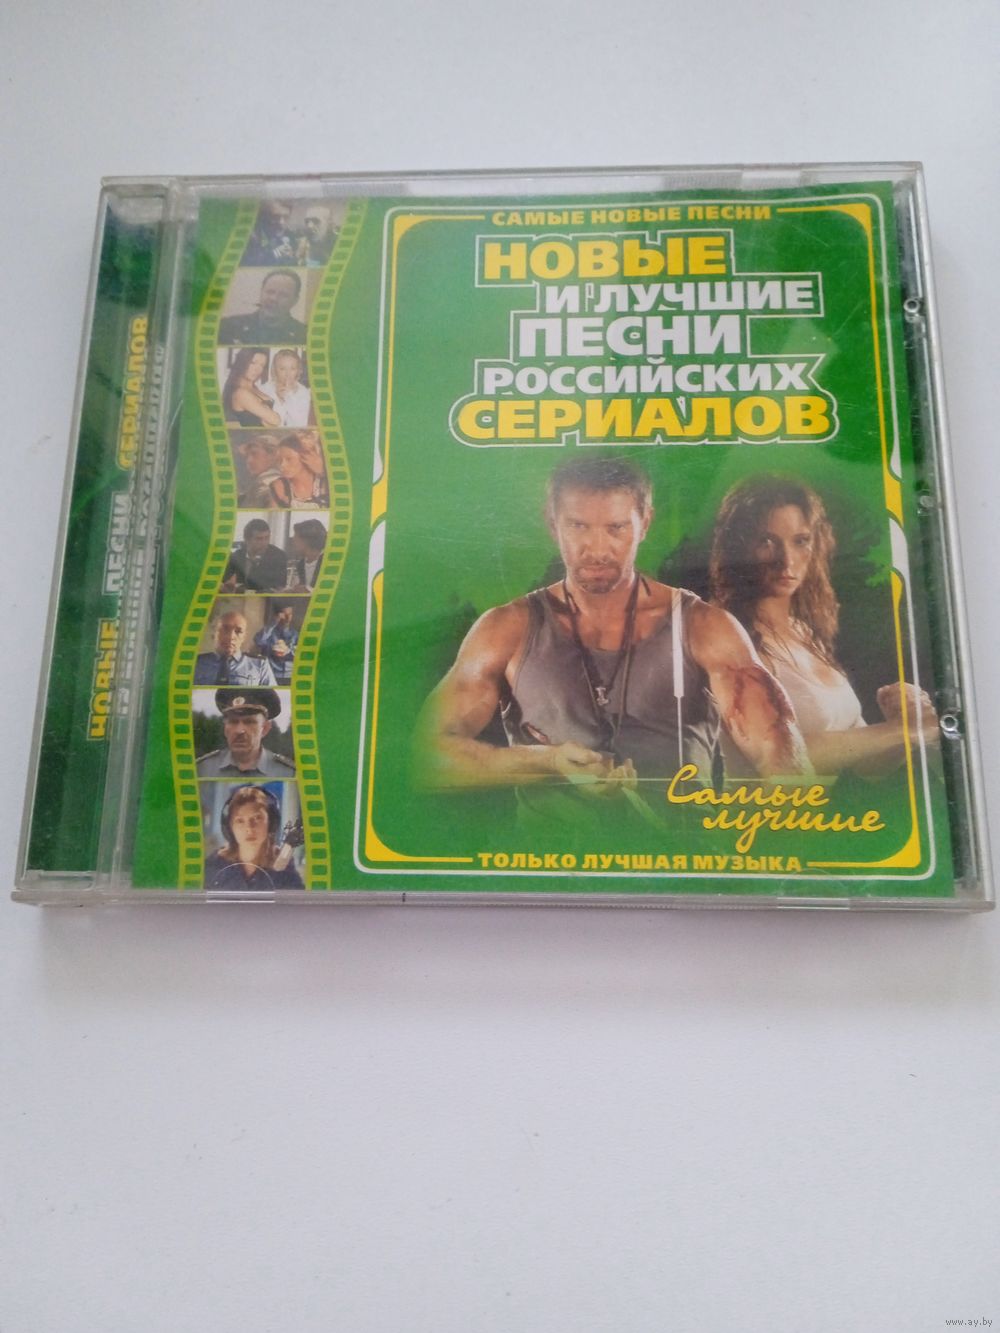 САМЫЕ НОВЫЕ ПЕСНИ
НОВЫЕ
И ЛУЧШИЕ
ПЕСНИ
РОССИЙСКИХ
СЕРИАЛОВ
Самые
лучшие
ТОЛЬКО ЛУЧШАЯ МУЗЫКА
НОВЫЕ ПЕСНИ СЕРИАЛОВ
www.ay.by